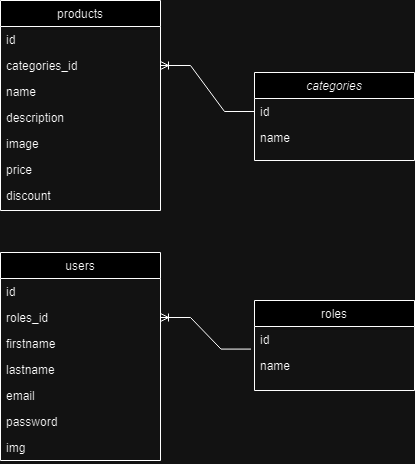 products
id
categories_id
name
description
image
price
discount
categories
id
name
users
id
roles_id
firstname
lastname
email
password
img
roles
id
name